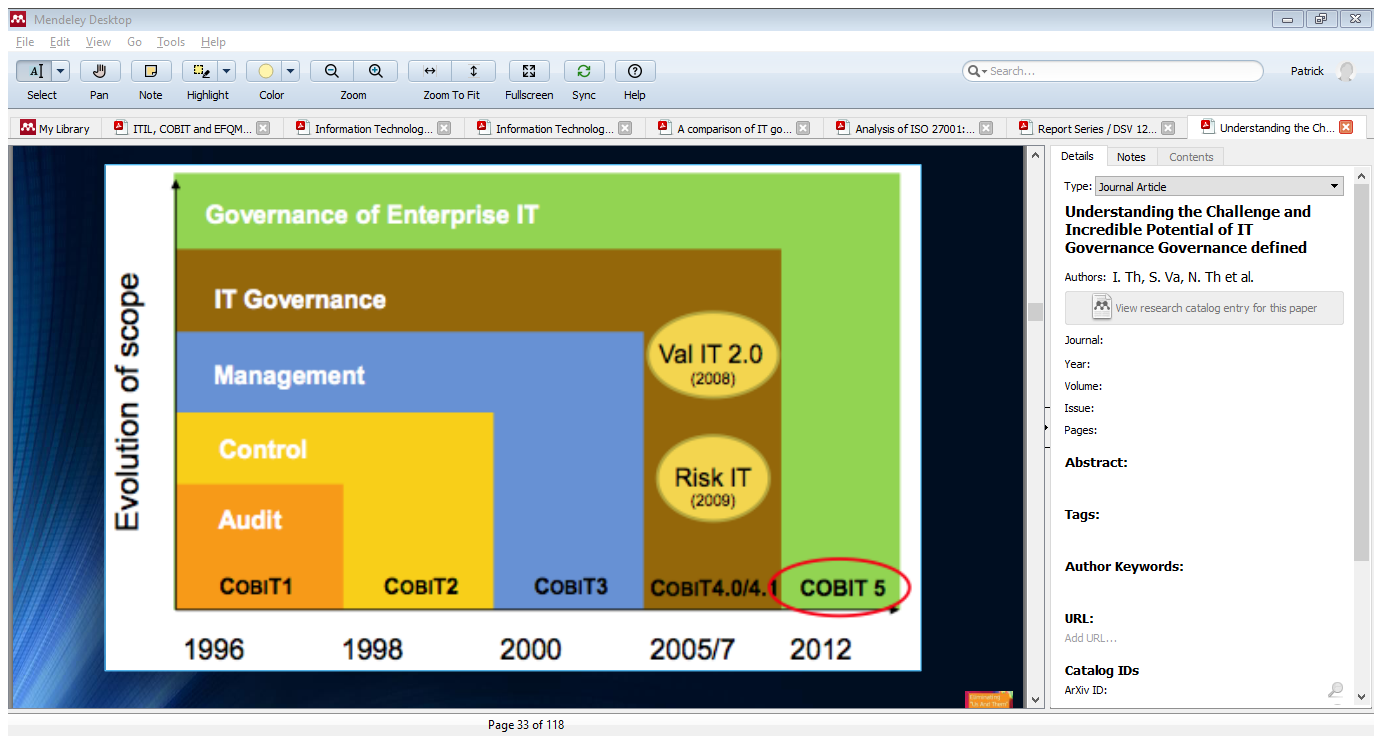 Mendeley Desktop
File Edit View Go Tools Help
Search...
Patrick
Select Pan Note Highlight Color Zoom Zoom To Fit Fullscreen Sync Help
My Library ITIL, COBIT and EFQM... Information Technolog... Information Technolog... A comparison of IT go... Analysis of ISO 27001:... Report Series / DSV 12... Understanding the Ch...
Evolution of scope
Governance of Enterprise IT
IT Governance
Management
Control
Audit
Val IT 2.0
(2008)
Risk IT
(2009)
COBIT1 COBIT2 COBIT3 COBIT4.0/4.1 COBIT 5
1996 1998 2000 2005/7 2012
Eliminating
"Us And Them"
Details Notes Contents
Type: Journal Article
Understanding the Challenge and
Incredible Potential of IT
Governance Governance defined
Authors: I. Th, S. Va, N. Th et al.
View research catalog entry for this paper
Journal:
Year:
Volume:
Issue:
Pages:
Abstract:
Tags:
Author Keywords:
URL:
Add URL...
Catalog IDs
ArXiv ID:
Page 33 of 118